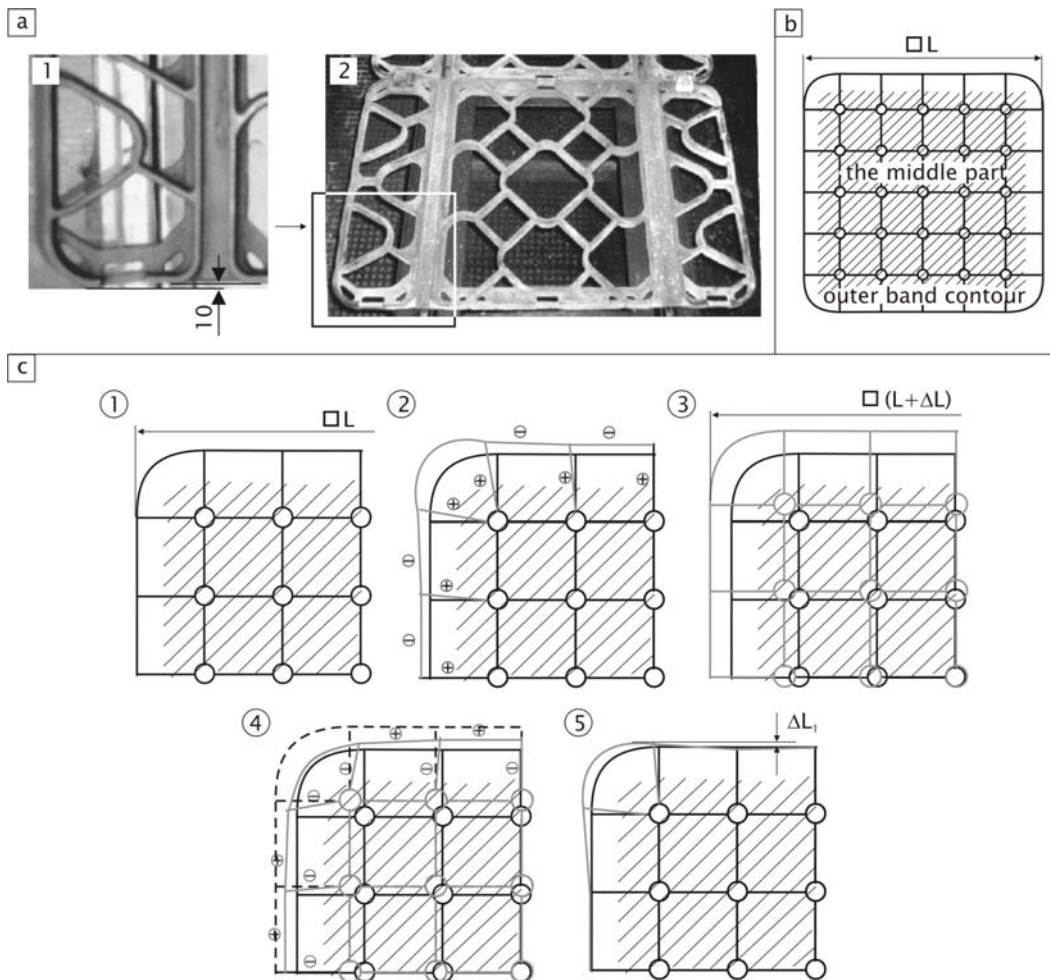 a
b
1
2
10
□ L
the middle part
outer band contour
c
1
□ L
2
⊖ ⊖
⊕ ⊕ ⊕
⊕
⊖
⊕
⊖
⊕
3
□ (L+ΔL)
4
⊕ ⊕
⊖ ⊖ ⊖
⊖
⊕
⊖
⊕
⊖
5
ΔL₁